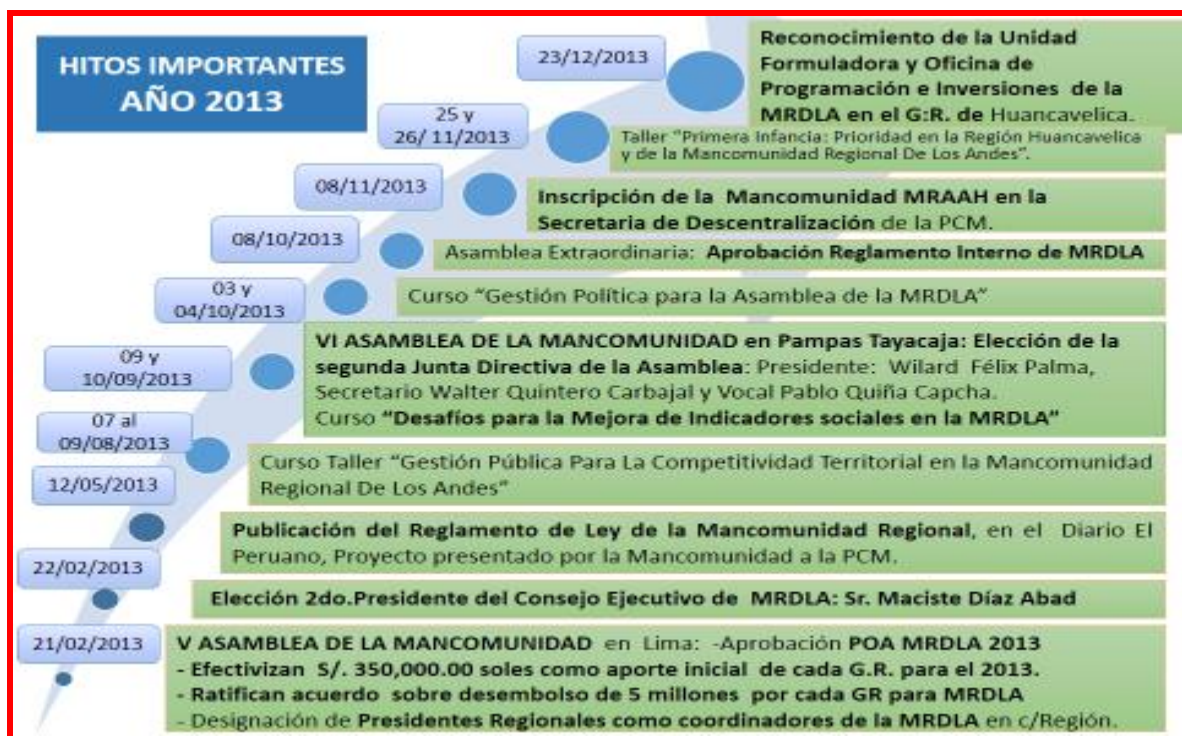 HITOS IMPORTANTES
AÑO 2013
23/12/2013
Reconocimiento de la Unidad
Formuladora y Oficina de
Programación e Inversiones de la
MRDLA en el G:R. de Huancavelica.
25 y
26/ 11/2013
Taller “Primera Infancia: Prioridad en la Región Huancavelica
y de la Mancomunidad Regional De Los Andes”.
08/11/2013
Inscripción de la Mancomunidad MRAAH en la
Secretaria de Descentralización de la PCM.
08/10/2013
Asamblea Extraordinaria: Aprobación Reglamento Interno de MRDLA
03 y
04/10/2013
Curso “Gestión Política para la Asamblea de la MRDLA”
09 y
10/09/2013
VI ASAMBLEA DE LA MANCOMUNIDAD en Pampas Tayacaja: Elección de la
segunda Junta Directiva de la Asamblea: Presidente: Wilard Félix Palma,
Secretario Walter Quintero Carbajal y Vocal Pablo Quiña Capcha.
Curso “Desafíos para la Mejora de Indicadores sociales en la MRDLA”
07 al
09/08/2013
Curso Taller “Gestión Pública Para La Competitividad Territorial en la Mancomunidad
Regional De Los Andes”
12/05/2013
Publicación del Reglamento de Ley de la Mancomunidad Regional, en el Diario El
Peruano, Proyecto presentado por la Mancomunidad a la PCM.
22/02/2013
Elección 2do.Presidente del Consejo Ejecutivo de MRDLA: Sr. Maciste Díaz Abad
21/02/2013
V ASAMBLEA DE LA MANCOMUNIDAD en Lima: -Aprobación POA MRDLA 2013
- Efectivizan S/. 350,000.00 soles como aporte inicial de cada G.R. para el 2013.
- Ratifican acuerdo sobre desembolso de 5 millones por cada GR para MRDLA
- Designación de Presidentes Regionales como coordinadores de la MRDLA en c/Región.